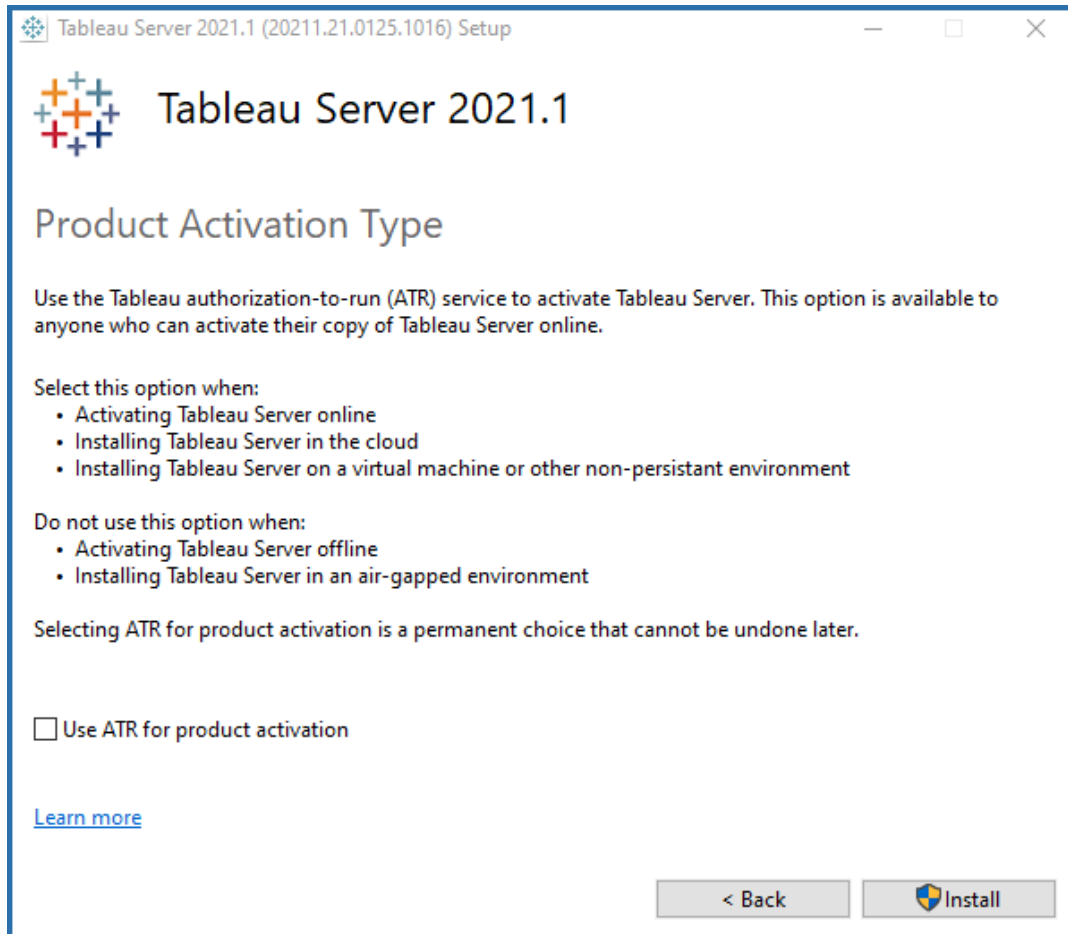 Tableau Server 2021.1 (20211.21.0125.1016) Setup
Tableau Server 2021.1
Product Activation Type
Use the Tableau authorization-to-run (ATR) service to activate Tableau Server. This option is available to
anyone who can activate their copy of Tableau Server online.
Select this option when:
• Activating Tableau Server online
• Installing Tableau Server in the cloud
• Installing Tableau Server on a virtual machine or other non-persistant environment
Do not use this option when:
• Activating Tableau Server offline
• Installing Tableau Server in an air-gapped environment
Selecting ATR for product activation is a permanent choice that cannot be undone later.
Use ATR for product activation
Learn more
< Back Install